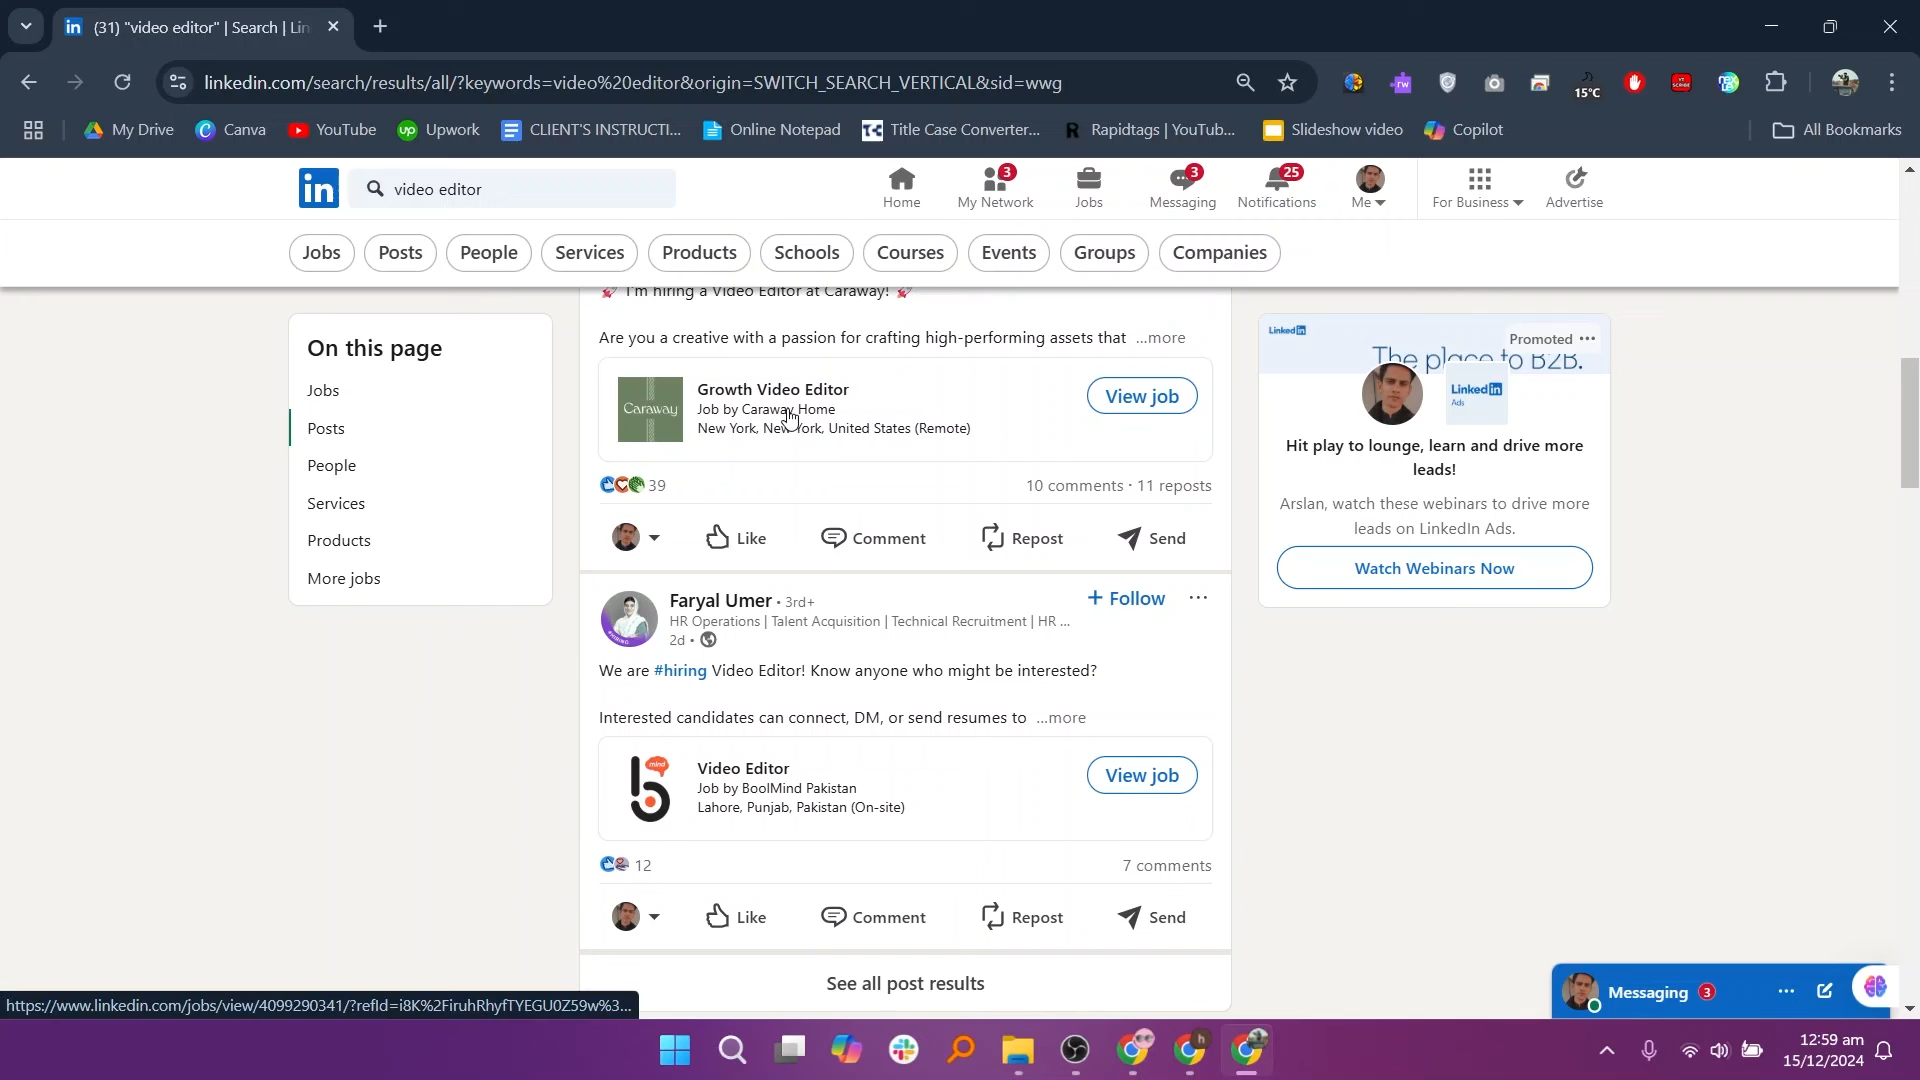 (31) "video editor" | Search | Lin
linkedin.com/search/results/all/?keywords=video%20editor&origin=SWITCH_SEARCH_VERTICAL&sid=wwg
15°C
My Drive
Canva
YouTube
Upwork
CLIENT'S INSTRUCTI...
Online Notepad
Title Case Converter...
Rapidtags | YouTub...
Slideshow video
Copilot
All Bookmarks
in
video editor
Home
3
My Network
Jobs
3
Messaging
25
Notifications
Me
For Business
Advertise
Jobs
Posts
People
Services
Products
Schools
Courses
Events
Groups
Companies
On this page
Jobs
Posts
People
Services
Products
More jobs
I'm hiring a Video Editor at Caraway!
Are you a creative with a passion for crafting high-performing assets that ...more
Caraway
Growth Video Editor
Job by Caraway Home
New York, New York, United States (Remote)
View job
39
10 comments · 11 reposts
Like
Comment
Repost
Send
Faryal Umer • 3rd+
HR Operations | Talent Acquisition | Technical Recruitment | HR ...
2d •
+ Follow
We are #hiring Video Editor! Know anyone who might be interested?
Interested candidates can connect, DM, or send resumes to ...more
mind
b
Video Editor
Job by BoolMind Pakistan
Lahore, Punjab, Pakistan (On-site)
View job
12
7 comments
Like
Comment
Repost
Send
See all post results
LinkedIn
Promoted
The place to B2B.
LinkedIn
Ads
Hit play to lounge, learn and drive more
leads!
Arslan, watch these webinars to drive more
leads on LinkedIn Ads.
Watch Webinars Now
Messaging 3
https://www.linkedin.com/jobs/view/4099290341/?refId=i8K%2FiruhRhyfTYEGU0Z59w%3...
12:59 am
15/12/2024